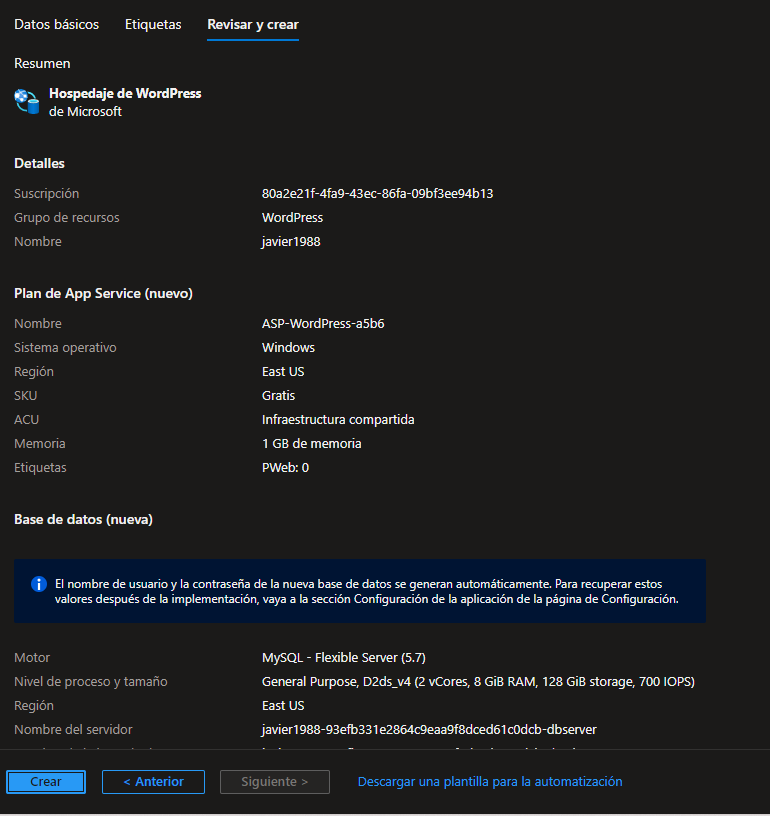 Datos básicos Etiquetas Revisar y crear
Resumen
Hospedaje de WordPress
de Microsoft
Detalles
Suscripción 80a2e21f-4fa9-43ec-86fa-09bf3ee94b13
Grupo de recursos WordPress
Nombre javier1988
Plan de App Service (nuevo)
Nombre ASP-WordPress-a5b6
Sistema operativo Windows
Región East US
SKU Gratis
ACU Infraestructura compartida
Memoria 1 GB de memoria
Etiquetas PWeb: 0
Base de datos (nueva)
El nombre de usuario y la contraseña de la nueva base de datos se generan automáticamente. Para recuperar estos
valores después de la implementación, vaya a la sección Configuración de la aplicación de la página de Configuración.
Motor MySQL - Flexible Server (5.7)
Nivel de proceso y tamaño General Purpose, D2ds_v4 (2 vCores, 8 GiB RAM, 128 GiB storage, 700 IOPS)
Región East US
Nombre del servidor javier1988-93efb331e2864c9eaa9f8dced61c0dcb-dbserver
Crear < Anterior Siguiente > Descargar una plantilla para la automatización